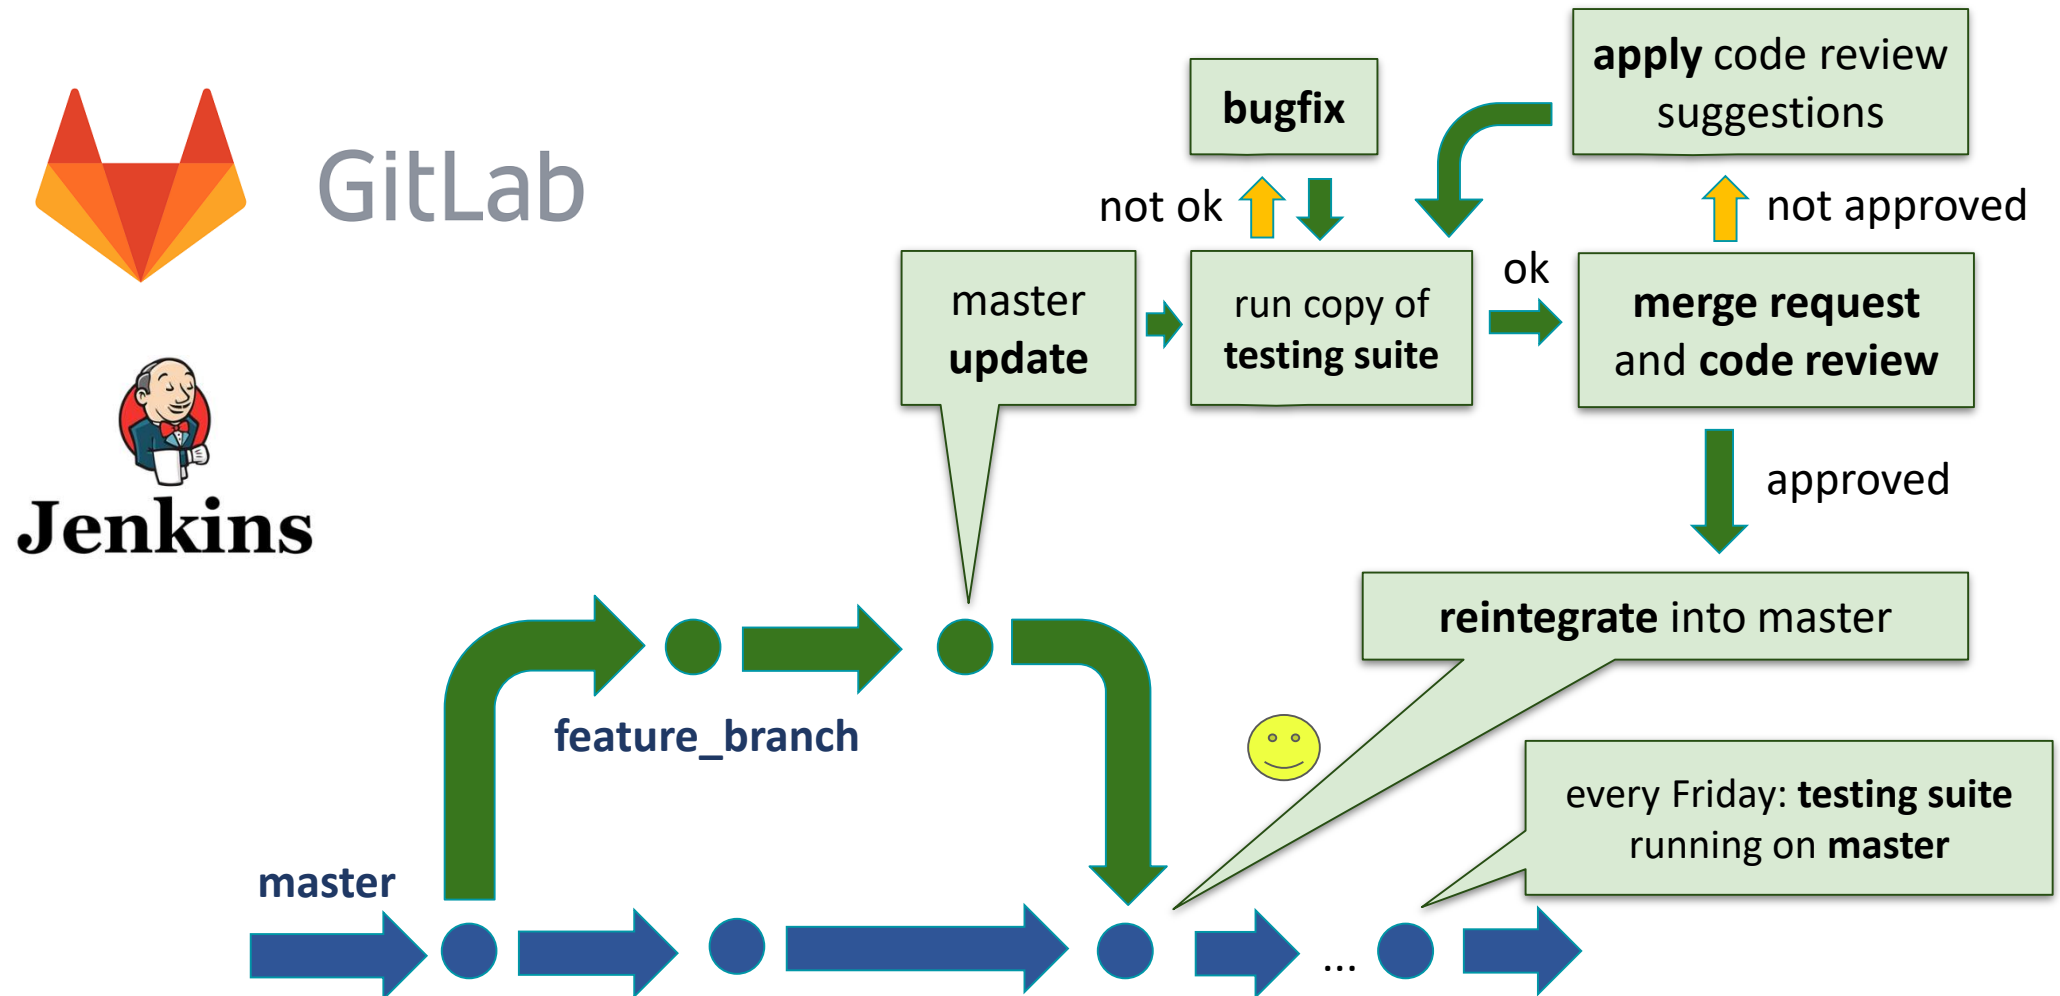 GitLab
Jenkins
bugfix
apply code review
suggestions
not ok
not approved
master
update
run copy of
testing suite
ok
merge request
and code review
approved
reintegrate into master
feature_branch
every Friday: testing suite
running on master
master
...